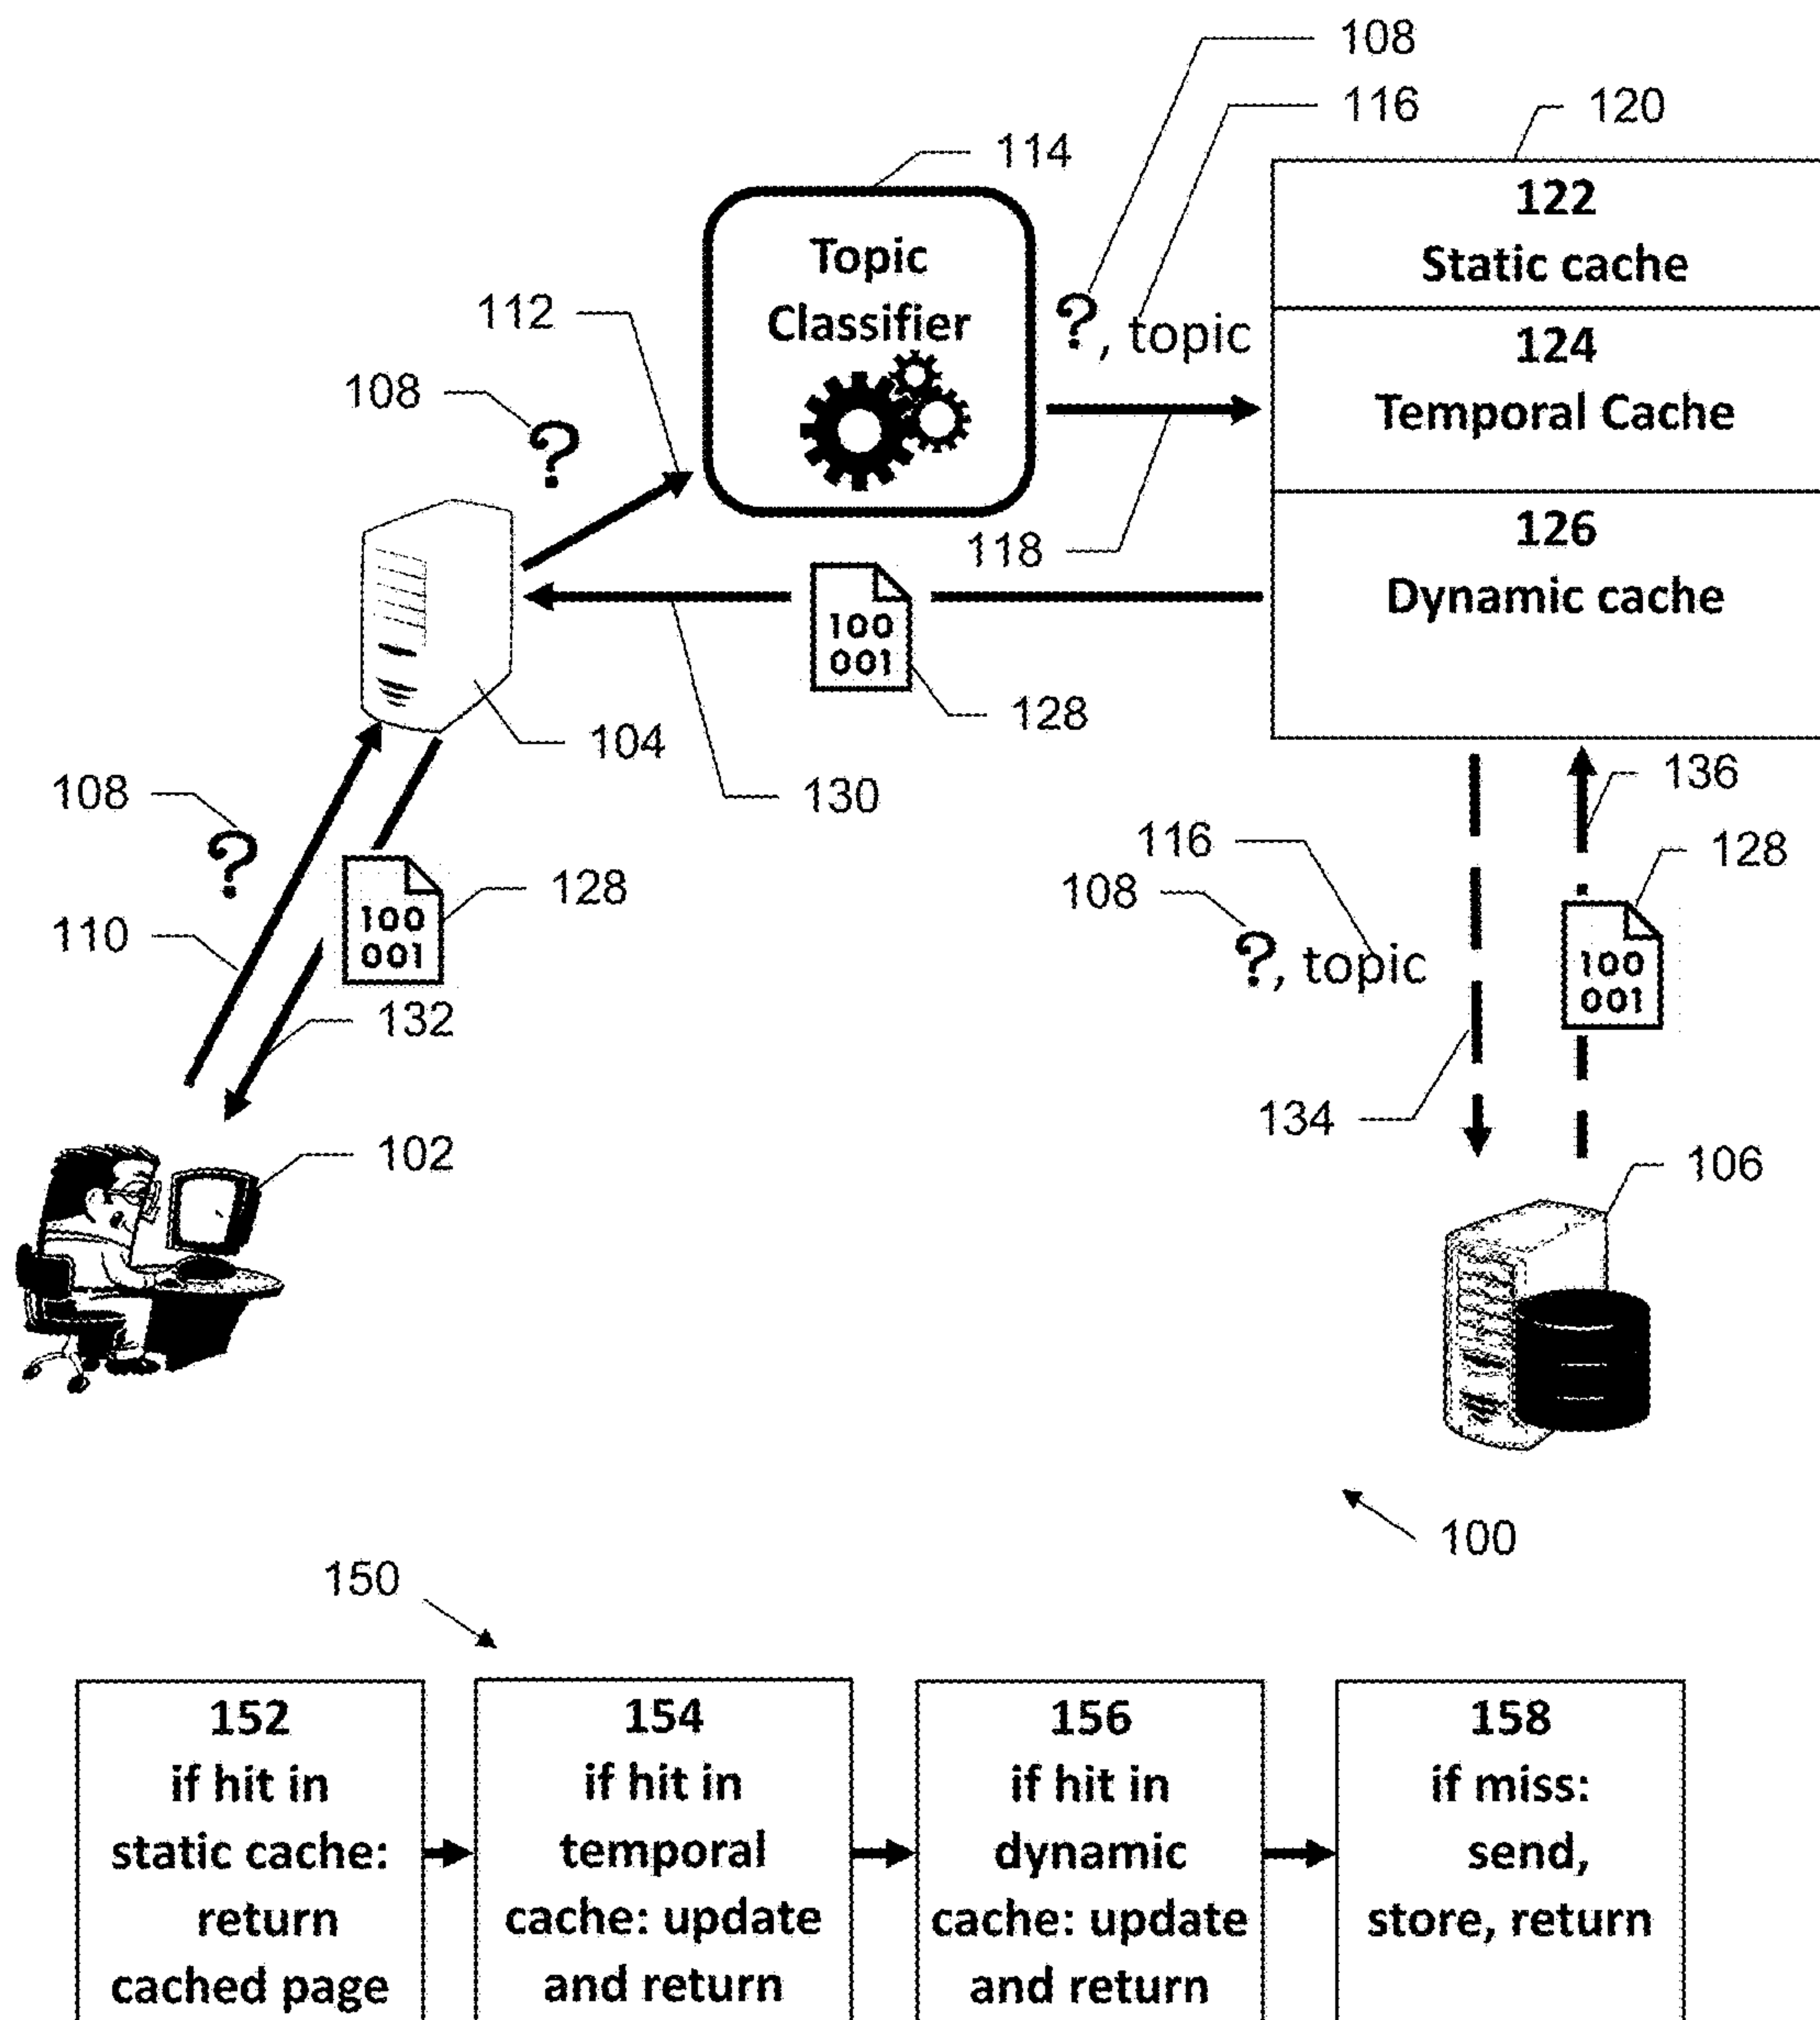 108
116
120
114
122
Static cache
Topic
Classifier
?, topic
112
124
Temporal Cache
108
?
126
Dynamic cache
118
100
001
128
104
130
108
?
136
116
128
108
100
001
128
?, topic
100
001
110
132
134
102
106
100
150
152
if hit in
static cache:
return
cached page
154
if hit in
temporal
cache: update
and return
156
if hit in
dynamic
cache: update
and return
158
if miss:
send,
store, return